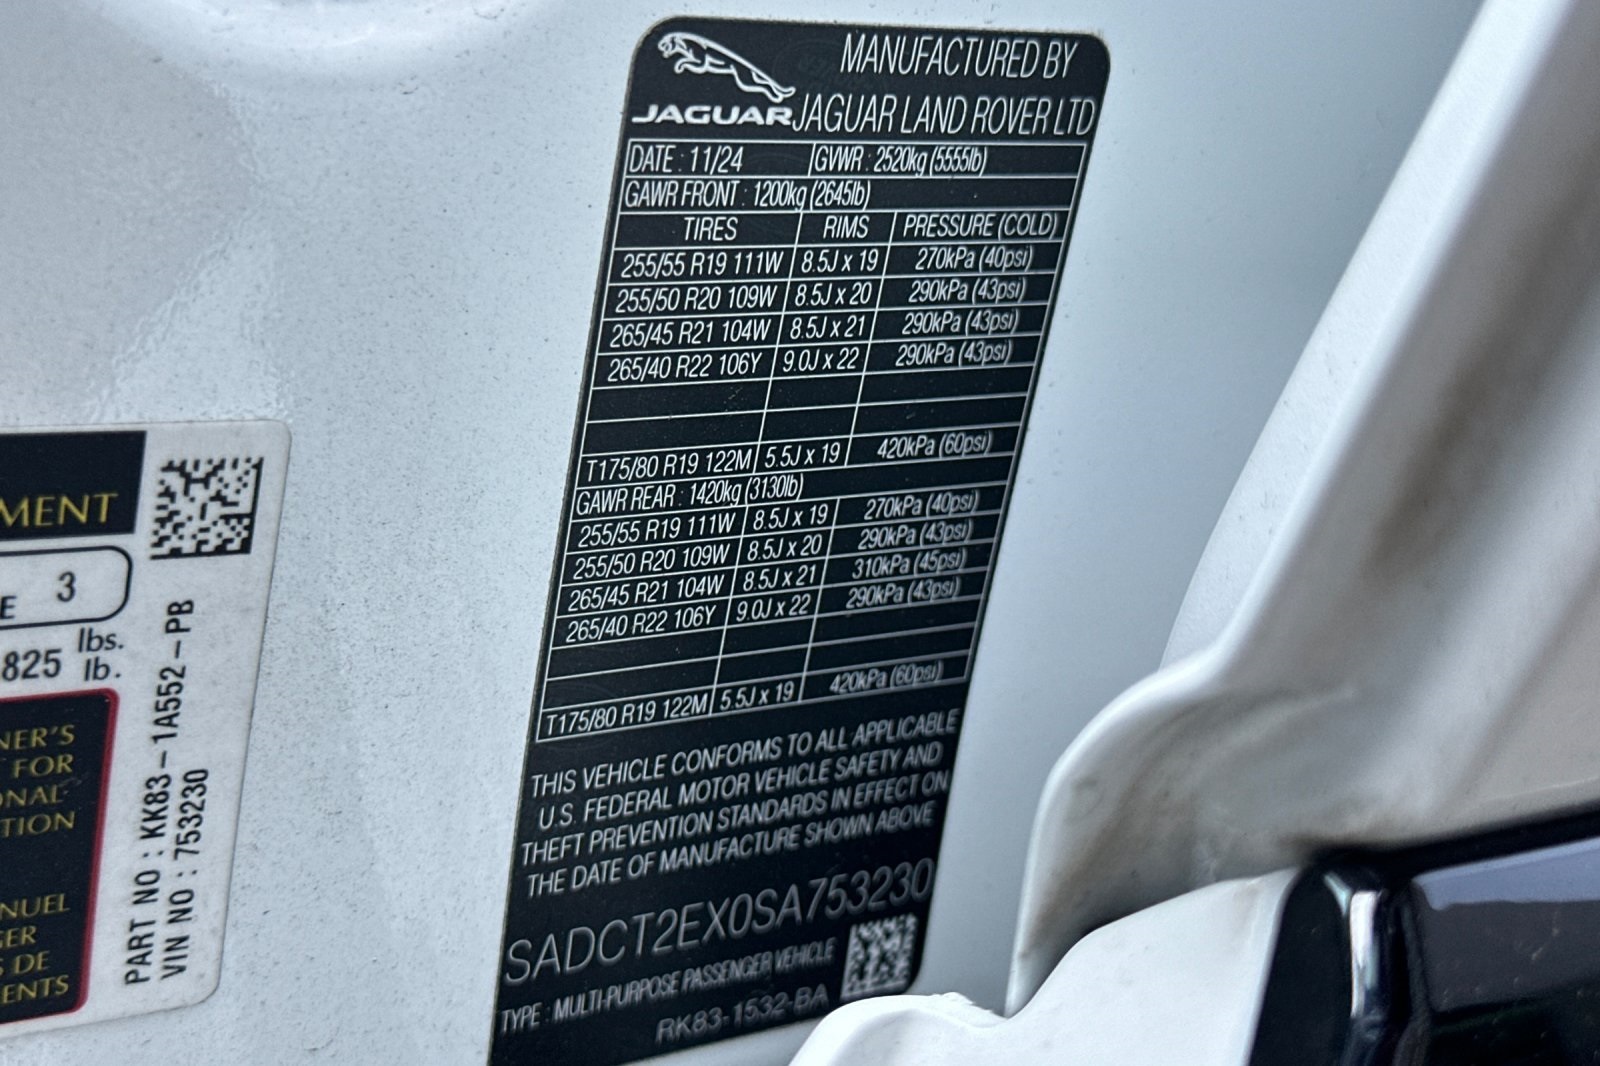 JAGUAR
MANUFACTURED BY
JAGUAR LAND ROVER LTD
DATE : 11/24 GVWR : 2520kg (5555lb)
GAWR FRONT : 1200kg (2645lb)
TIRES RIMS PRESSURE (COLD)
255/55 R19 111W 8.5J x 19 270kPa (40psi)
255/50 R20 109W 8.5J x 20 290kPa (43psi)
265/45 R21 104W 8.5J x 21 290kPa (43psi)
265/40 R22 106Y 9.0J x 22 290kPa (43psi)
T175/80 R19 122M 5.5J x 19 420kPa (60psi)
GAWR REAR : 1420kg (3130lb)
255/55 R19 111W 8.5J x 19 270kPa (40psi)
255/50 R20 109W 8.5J x 20 290kPa (43psi)
265/45 R21 104W 8.5J x 21 310kPa (45psi)
265/40 R22 106Y 9.0J x 22 290kPa (43psi)
T175/80 R19 122M 5.5J x 19 420kPa (60psi)
THIS VEHICLE CONFORMS TO ALL APPLICABLE
U.S. FEDERAL MOTOR VEHICLE SAFETY AND
THEFT PREVENTION STANDARDS IN EFFECT ON
THE DATE OF MANUFACTURE SHOWN ABOVE
SADCT2EX0SA753230
TYPE : MULTI-PURPOSE PASSENGER VEHICLE
RK83-1532-BA
MENT
E 3
825 lbs.
lb.
NER'S
T FOR
ONAL
TION
NUEL
GER
S DE
ENTS
PART NO : KK83-1A552-PB
VIN NO : 753230